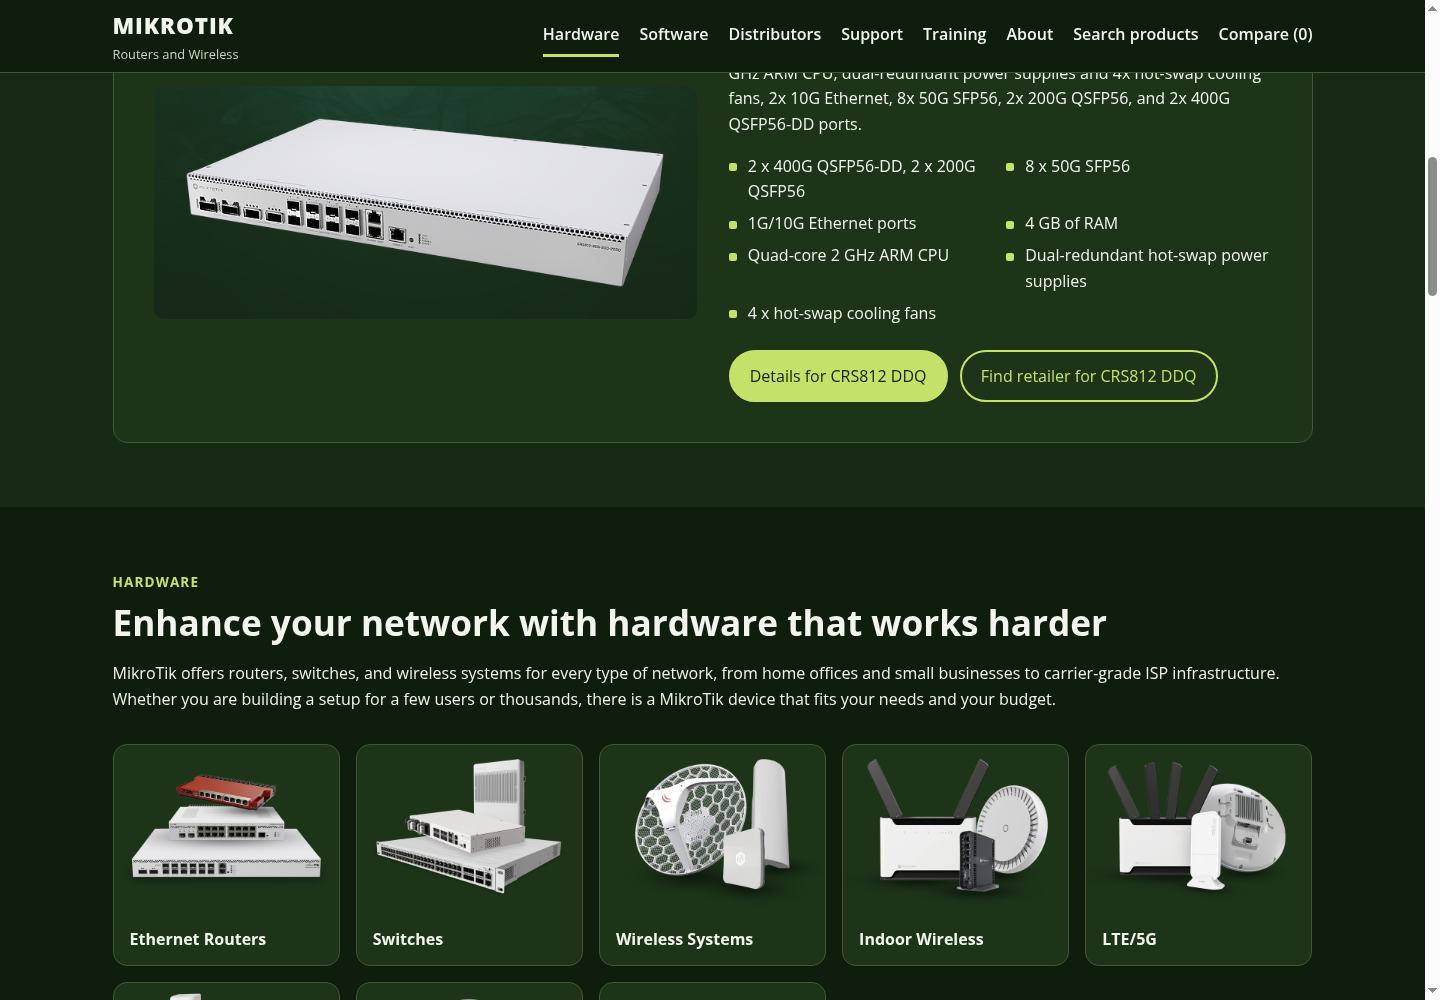 MIKROTIK
Routers and Wireless
Hardware
Software
Distributors
Support
Training
About
Search products
Compare (0)
GHz ARM CPU, dual-redundant power supplies and 4x hot-swap cooling
fans, 2x 10G Ethernet, 8x 50G SFP56, 2x 200G QSFP56, and 2x 400G
QSFP56-DD ports.
2 x 400G QSFP56-DD, 2 x 200G
QSFP56
8 x 50G SFP56
1G/10G Ethernet ports
4 GB of RAM
Quad-core 2 GHz ARM CPU
Dual-redundant hot-swap power
supplies
4 x hot-swap cooling fans
Details for CRS812 DDQ
Find retailer for CRS812 DDQ
HARDWARE
Enhance your network with hardware that works harder
MikroTik offers routers, switches, and wireless systems for every type of network, from home offices and small businesses to carrier-grade ISP infrastructure.
Whether you are building a setup for a few users or thousands, there is a MikroTik device that fits your needs and your budget.
Ethernet Routers
Switches
Wireless Systems
Indoor Wireless
LTE/5G